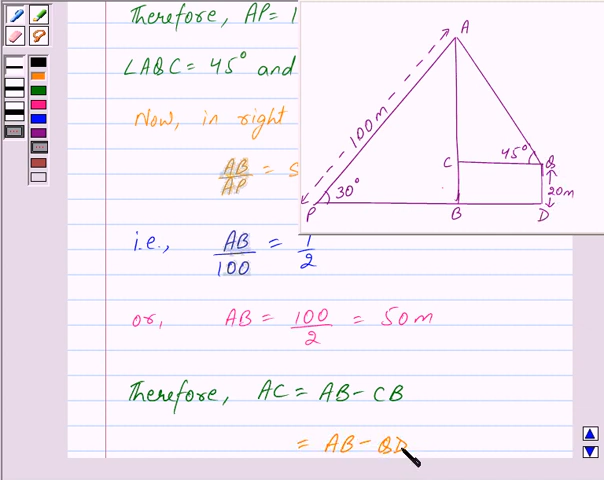 Therefore, AP = 1
∠AQC = 45° and
Now, in right
AB/AP = S
i.e., AB/100 = 1/2
or, AB = 100/2 = 50m
Therefore, AC = AB - CB
= AB - QD
A
100m
C
45°
Q
20m
30°
P
B
D